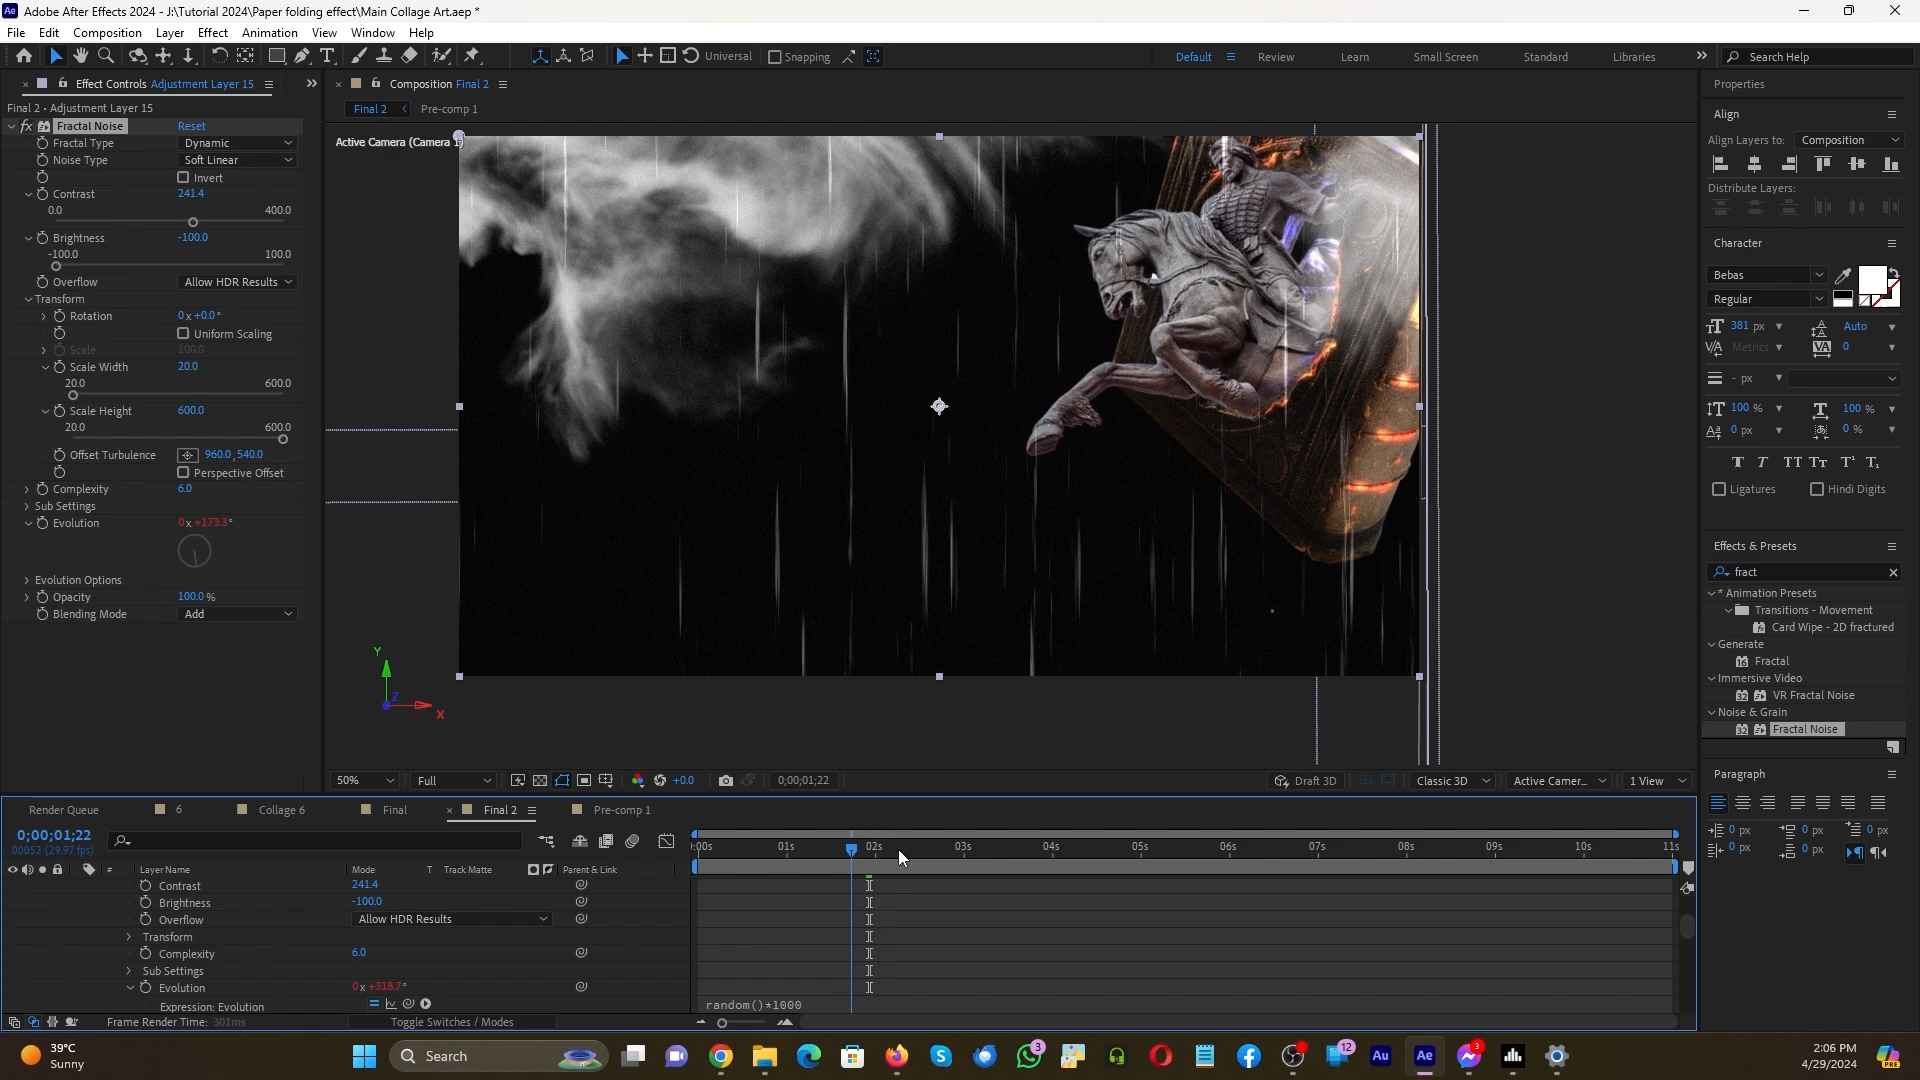 Adobe After Effects 2024 - J:\Tutorial 2024\Paper folding effect\Main Collage Art.aep *
File Edit Composition Layer Effect Animation View Window Help
Universal Snapping Default Review Learn Small Screen Standard Libraries Search Help
Effect Controls Adjustment Layer 15
Final 2 • Adjustment Layer 15
fx Fractal Noise Reset
Fractal Type Dynamic
Noise Type Soft Linear
Invert
Contrast 241.4
0.0 400.0
Brightness -100.0
-100.0 100.0
Overflow Allow HDR Results
Transform
Rotation 0x+0.0°
Uniform Scaling
Scale 100.0
Scale Width 20.0
20.0 600.0
Scale Height 600.0
20.0 600.0
Offset Turbulence 960.0, 540.0
Perspective Offset
Complexity 6.0
Sub Settings
Evolution 0x+173.3°
Evolution Options
Opacity 100.0%
Blending Mode Add
Composition Final 2
Final 2 Pre-comp 1
Active Camera (Camera 1)
Y
Z
X
50% Full +0.0 0;00;01;22 Draft 3D Classic 3D Active Camer... 1 View
Properties
Align
Align Layers to: Composition
Distribute Layers:
Character
Bebas
Regular
381 px Auto
Metrics 0
- px
100 % 100 %
0 px 0 %
Ligatures Hindi Digits
Effects & Presets
fract
* Animation Presets
Transitions - Movement
Card Wipe - 2D fractured
Generate
Fractal
Immersive Video
VR Fractal Noise
Noise & Grain
Fractal Noise
Paragraph
0 px 0 px 0 px
0 px 0 px
Render Queue 6 Collage 6 Final Final 2 Pre-comp 1
0;00;01;22
00052 (29.97 fps)
:00s 01s 02s 03s 04s 05s 06s 07s 08s 09s 10s 11s
# Layer Name Mode T Track Matte Parent & Link
Contrast 241.4
Brightness -100.0
Overflow Allow HDR Results
Transform
Complexity 6.0
Sub Settings
Evolution 0x+318.7°
Expression: Evolution random()*1000
Frame Render Time: 301ms Toggle Switches / Modes
39°C
Sunny
Search
3
12
Au
Ae
3
2:06 PM
4/29/2024
PRE